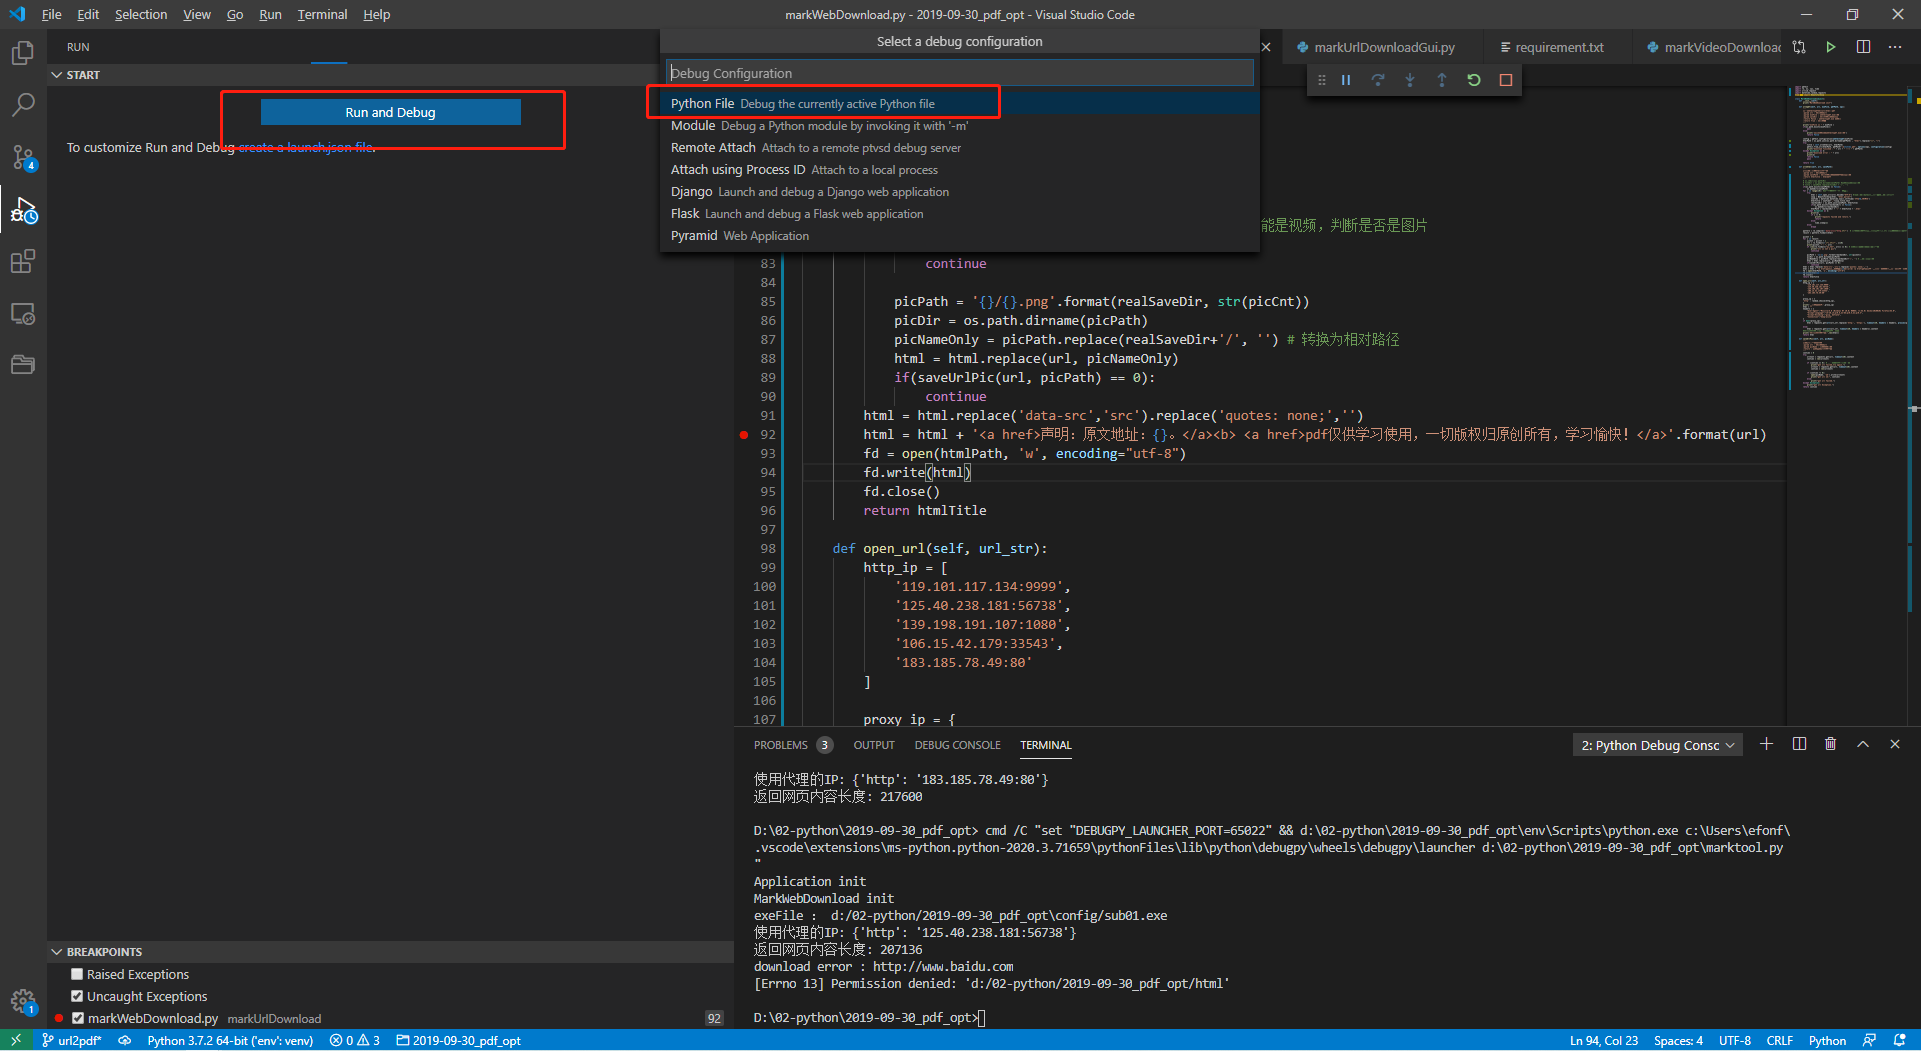 File Edit Selection View Go Run Terminal Help
markWebDownload.py - 2019-09-30_pdf_opt - Visual Studio Code
RUN
START
Run and Debug
To customize Run and Debug create a launch.json file.
Select a debug configuration
Debug Configuration
Python File Debug the currently active Python file
Module Debug a Python module by invoking it with '-m'
Remote Attach Attach to a remote ptvsd debug server
Attach using Process ID Attach to a local process
Django Launch and debug a Django web application
Flask Launch and debug a Flask web application
Pyramid Web Application
markUrlDownloadGui.py requirement.txt markVideoDownload
能是视频，判断是否是图片
83 continue
84
85 picPath = '{}/{}.png'.format(realSaveDir, str(picCnt))
86 picDir = os.path.dirname(picPath)
87 picNameOnly = picPath.replace(realSaveDir+'/', '') # 转换为相对路径
88 html = html.replace(url, picNameOnly)
89 if(saveUrlPic(url, picPath) == 0):
90 continue
91 html = html.replace('data-src','src').replace('quotes: none;','')
92 html = html + '<a href>声明：原文地址：{}。</a><b> <a href>pdf仅供学习使用，一切版权归原创所有，学习愉快！</a>'.format(url)
93 fd = open(htmlPath, 'w', encoding="utf-8")
94 fd.write(html)
95 fd.close()
96 return htmlTitle
97
98 def open_url(self, url_str):
99 http_ip = [
100 '119.101.117.134:9999',
101 '125.40.238.181:56738',
102 '139.198.191.107:1080',
103 '106.15.42.179:33543',
104 '183.185.78.49:80'
105 ]
106
107 proxy_ip = {
PROBLEMS 3 OUTPUT DEBUG CONSOLE TERMINAL
2: Python Debug Consc
使用代理的IP：{'http': '183.185.78.49:80'}
返回网页内容长度：217600
D:\02-python\2019-09-30_pdf_opt> cmd /C "set "DEBUGPY_LAUNCHER_PORT=65022" && d:\02-python\2019-09-30_pdf_opt\env\Scripts\python.exe c:\Users\efonf\
.vscode\extensions\ms-python.python-2020.3.71659\pythonFiles\lib\python\debugpy\wheels\debugpy\launcher d:\02-python\2019-09-30_pdf_opt\marktool.py
"
Application init
MarkWebDownload init
exeFile : d:/02-python/2019-09-30_pdf_opt\config/sub01.exe
使用代理的IP：{'http': '125.40.238.181:56738'}
返回网页内容长度：207136
download error : http://www.baidu.com
[Errno 13] Permission denied: 'd:/02-python/2019-09-30_pdf_opt/html'
D:\02-python\2019-09-30_pdf_opt>
BREAKPOINTS
Raised Exceptions
Uncaught Exceptions
markWebDownload.py markUrlDownload 92
4
1
url2pdf* Python 3.7.2 64-bit ('env': venv) 0 3 2019-09-30_pdf_opt
Ln 94, Col 23 Spaces: 4 UTF-8 CRLF Python